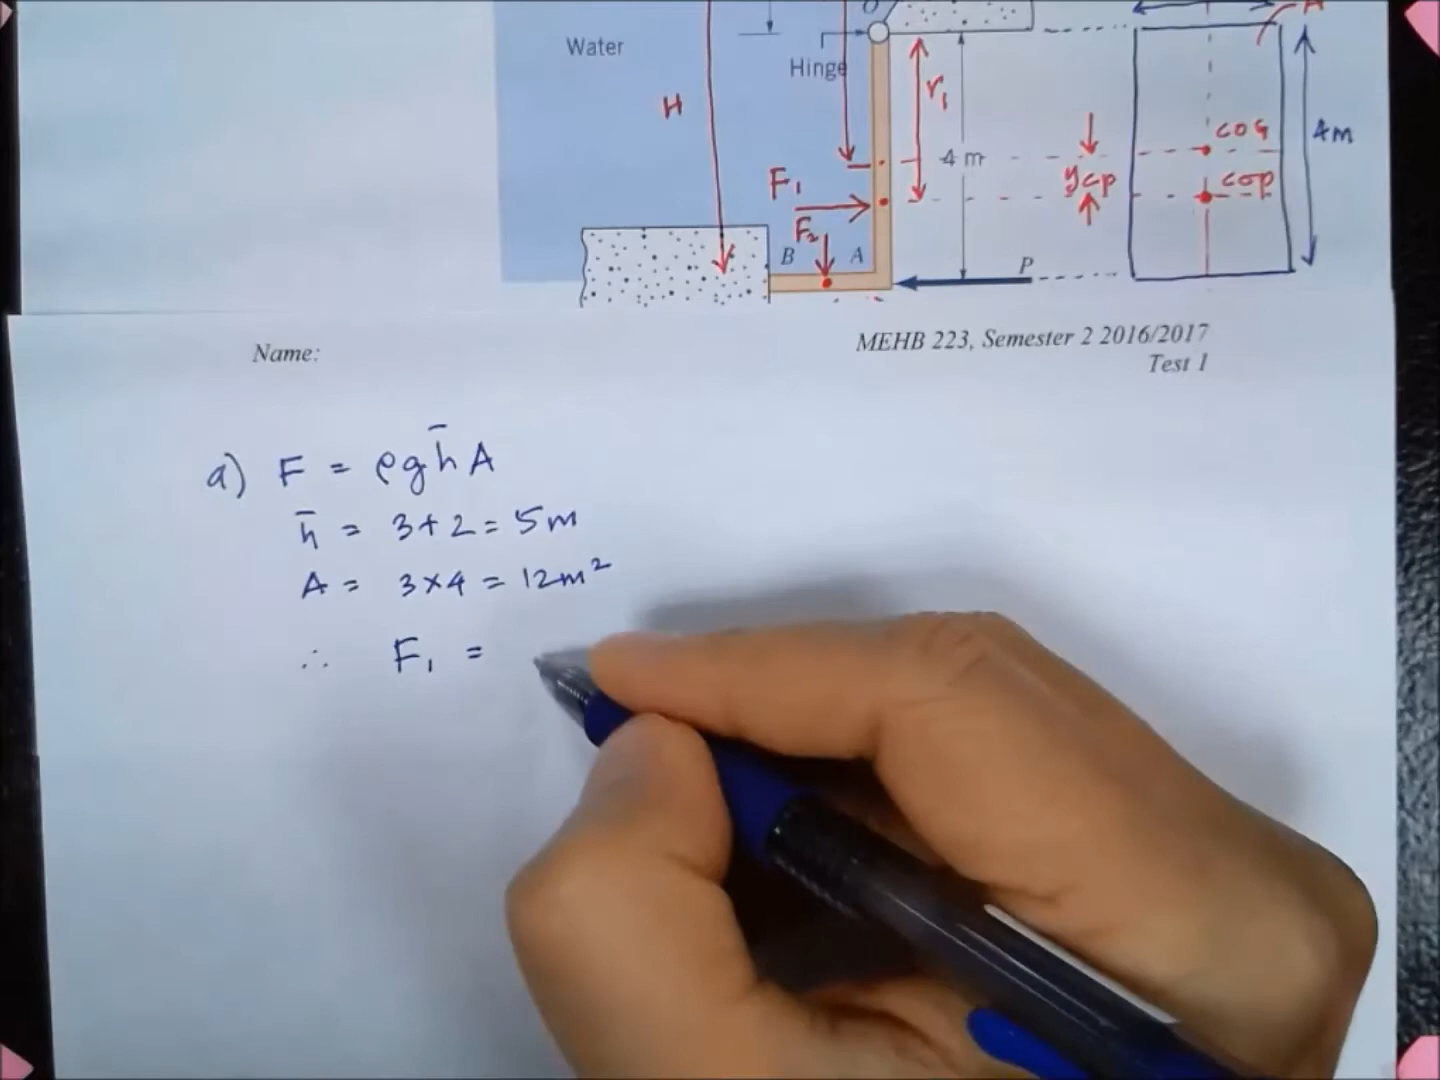 O
Water
Hinge
H
r₁
4 m
COG
4m
ycp
COP
F₁
F₂
B
A
P
Name:
MEHB 223, Semester 2 2016/2017
Test 1
a) F = ρgh̄A
h̄ = 3+2 = 5m
A = 3×4 = 12m²
∴ F₁ =